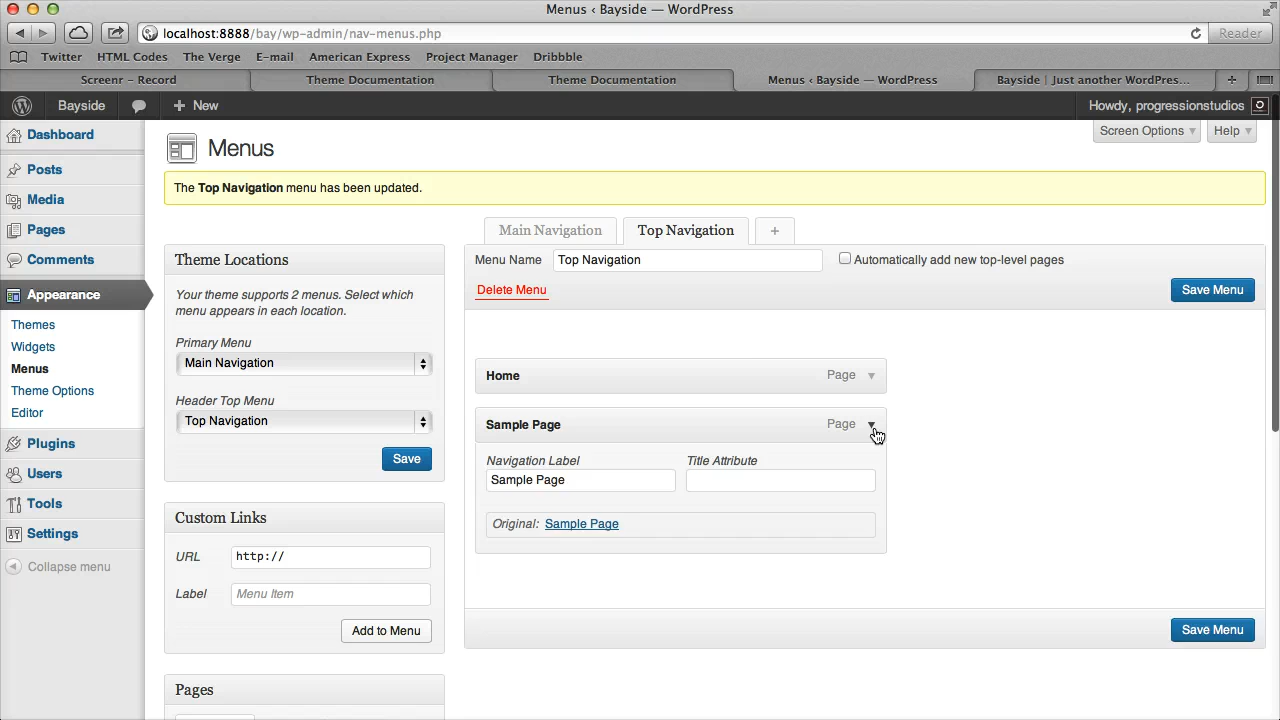 Menus ‹ Bayside — WordPress
localhost:8888/bay/wp-admin/nav-menus.php
Reader
Twitter HTML Codes The Verge E-mail American Express Project Manager Dribbble
Screenr – Record Theme Documentation Theme Documentation Menus ‹ Bayside — WordPress Bayside | Just another WordPres... +
Bayside + New Howdy, progressionstudios
Screen Options Help
Dashboard
Posts
Media
Pages
Comments
Appearance
Themes
Widgets
Menus
Theme Options
Editor
Plugins
Users
Tools
Settings
Collapse menu
Menus
The Top Navigation menu has been updated.
Theme Locations
Your theme supports 2 menus. Select which
menu appears in each location.
Primary Menu
Main Navigation
Header Top Menu
Top Navigation
Save
Custom Links
URL http://
Label Menu Item
Add to Menu
Pages
Main Navigation Top Navigation +
Menu Name Top Navigation Automatically add new top-level pages
Delete Menu Save Menu
Home Page
Sample Page Page
Navigation Label Title Attribute
Sample Page
Original: Sample Page
Save Menu